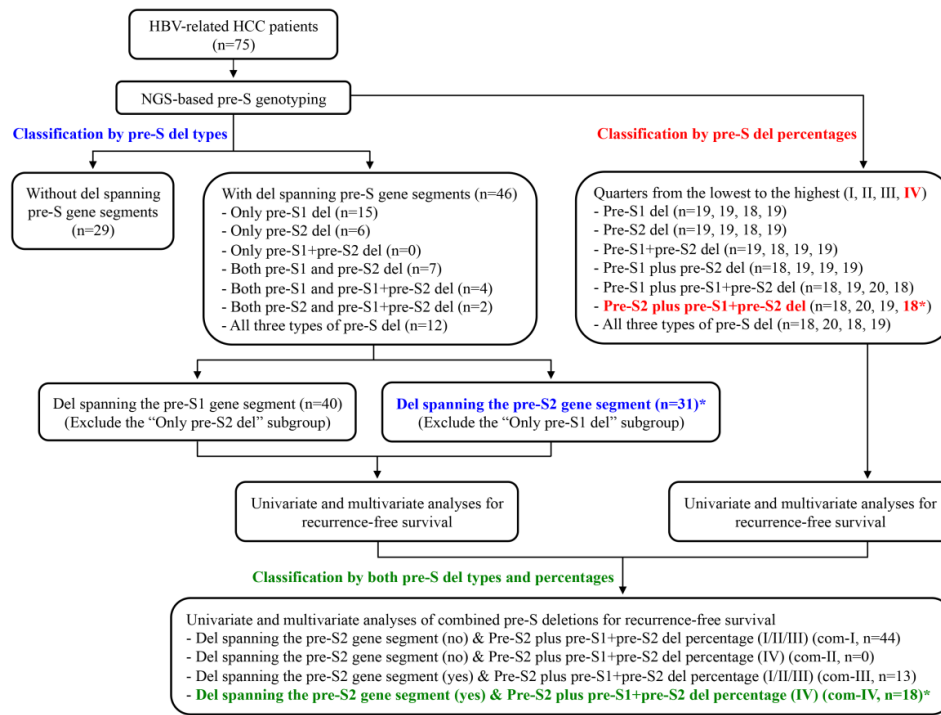 HBV-related HCC patients
(n=75)
NGS-based pre-S genotyping
Classification by pre-S del types
Classification by pre-S del percentages
Without del spanning
pre-S gene segments
(n=29)
With del spanning pre-S gene segments (n=46)
- Only pre-S1 del (n=15)
- Only pre-S2 del (n=6)
- Only pre-S1+pre-S2 del (n=0)
- Both pre-S1 and pre-S2 del (n=7)
- Both pre-S1 and pre-S1+pre-S2 del (n=4)
- Both pre-S2 and pre-S1+pre-S2 del (n=2)
- All three types of pre-S del (n=12)
Quarters from the lowest to the highest (I, II, III, IV)
- Pre-S1 del (n=19, 19, 18, 19)
- Pre-S2 del (n=19, 19, 18, 19)
- Pre-S1+pre-S2 del (n=19, 18, 19, 19)
- Pre-S1 plus pre-S2 del (n=18, 19, 19, 19)
- Pre-S1 plus pre-S1+pre-S2 del (n=18, 19, 20, 18)
- Pre-S2 plus pre-S1+pre-S2 del (n=18, 20, 19, 18*)
- All three types of pre-S del (n=18, 20, 18, 19)
Del spanning the pre-S1 gene segment (n=40)
(Exclude the “Only pre-S2 del” subgroup)
Del spanning the pre-S2 gene segment (n=31)*
(Exclude the “Only pre-S1 del” subgroup)
Univariate and multivariate analyses for
recurrence-free survival
Univariate and multivariate analyses for
recurrence-free survival
Classification by both pre-S del types and percentages
Univariate and multivariate analyses of combined pre-S deletions for recurrence-free survival
- Del spanning the pre-S2 gene segment (no) & Pre-S2 plus pre-S1+pre-S2 del percentage (I/II/III) (com-I, n=44)
- Del spanning the pre-S2 gene segment (no) & Pre-S2 plus pre-S1+pre-S2 del percentage (IV) (com-II, n=0)
- Del spanning the pre-S2 gene segment (yes) & Pre-S2 plus pre-S1+pre-S2 del percentage (I/II/III) (com-III, n=13)
- Del spanning the pre-S2 gene segment (yes) & Pre-S2 plus pre-S1+pre-S2 del percentage (IV) (com-IV, n=18)*